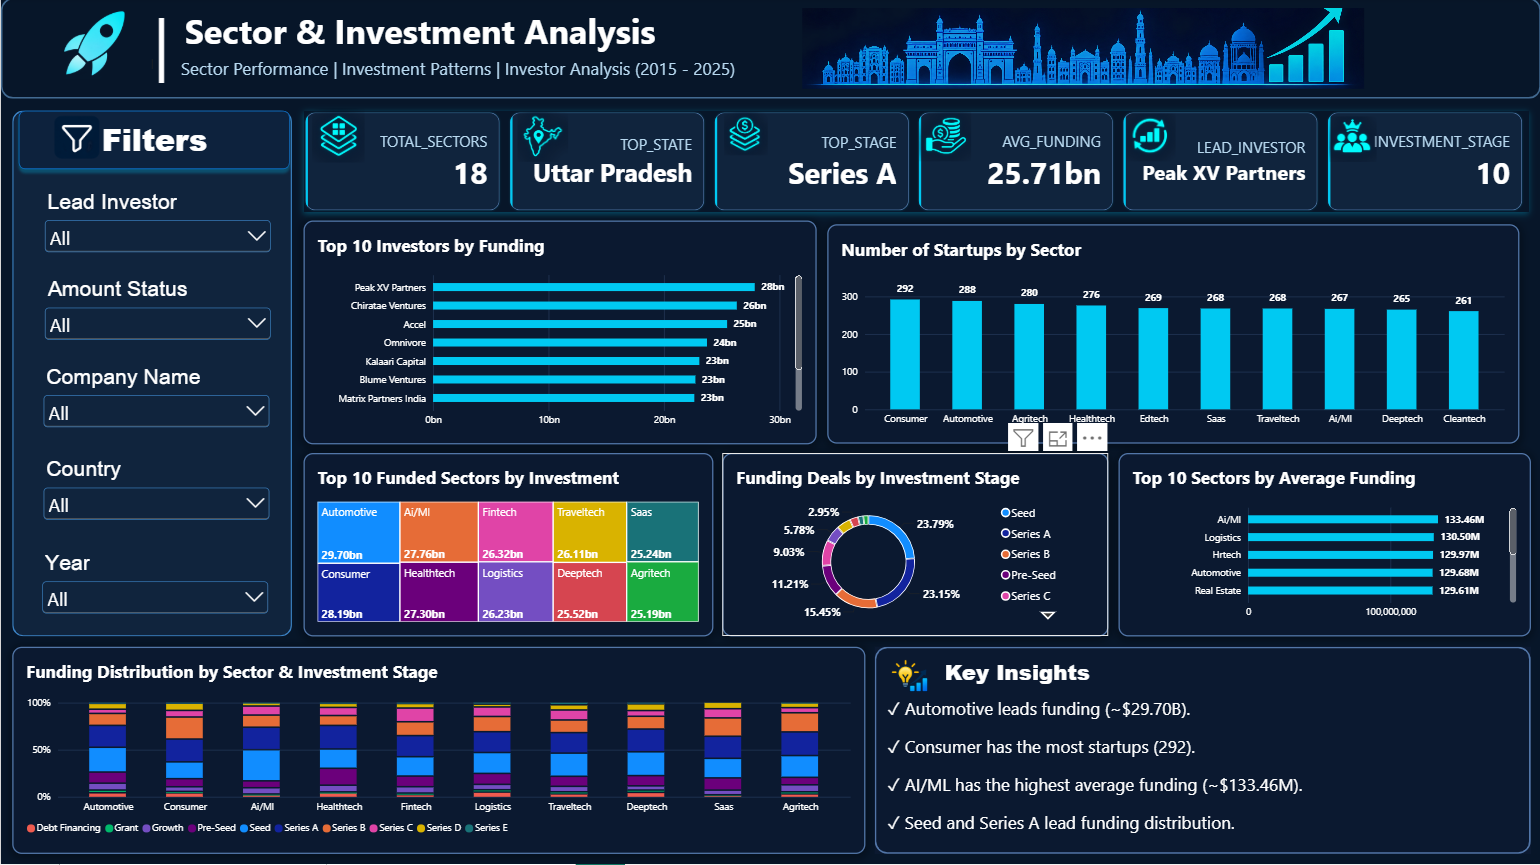 Sector & Investment Analysis
Sector Performance | Investment Patterns | Investor Analysis (2015 - 2025)
Filters
Lead Investor
All
Amount Status
All
Company Name
All
Country
All
Year
All
TOTAL_SECTORS
18
TOP_STATE
Uttar Pradesh
TOP_STAGE
Series A
AVG_FUNDING
25.71bn
LEAD_INVESTOR
Peak XV Partners
INVESTMENT_STAGE
10
Top 10 Investors by Funding
Peak XV Partners 28bn
Chiratae Ventures 26bn
Accel 25bn
Omnivore 24bn
Kalaari Capital 23bn
Blume Ventures 23bn
Matrix Partners India 23bn
0bn 10bn 20bn 30bn
Number of Startups by Sector
300
200
100
0
292 288 280 276 269 268 268 267 265 261
Consumer Automotive Agritech Healthtech Edtech Saas Traveltech Ai/Ml Deeptech Cleantech
Top 10 Funded Sectors by Investment
Automotive Ai/Ml Fintech Traveltech Saas
29.70bn 27.76bn 26.32bn 26.11bn 25.24bn
Consumer Healthtech Logistics Deeptech Agritech
28.19bn 27.30bn 26.23bn 25.52bn 25.19bn
Funding Deals by Investment Stage
2.95%
5.78%
9.03%
11.21%
15.45%
23.79%
23.15%
Seed
Series A
Series B
Pre-Seed
Series C
Top 10 Sectors by Average Funding
Ai/Ml 133.46M
Logistics 130.50M
Hrtech 129.97M
Automotive 129.68M
Real Estate 129.61M
0 100,000,000
Funding Distribution by Sector & Investment Stage
100%
50%
0%
Automotive Consumer Ai/Ml Healthtech Fintech Logistics Traveltech Deeptech Saas Agritech
Debt Financing Grant Growth Pre-Seed Seed Series A Series B Series C Series D Series E
Key Insights
✓ Automotive leads funding (~$29.70B).
✓ Consumer has the most startups (292).
✓ AI/ML has the highest average funding (~$133.46M).
✓ Seed and Series A lead funding distribution.